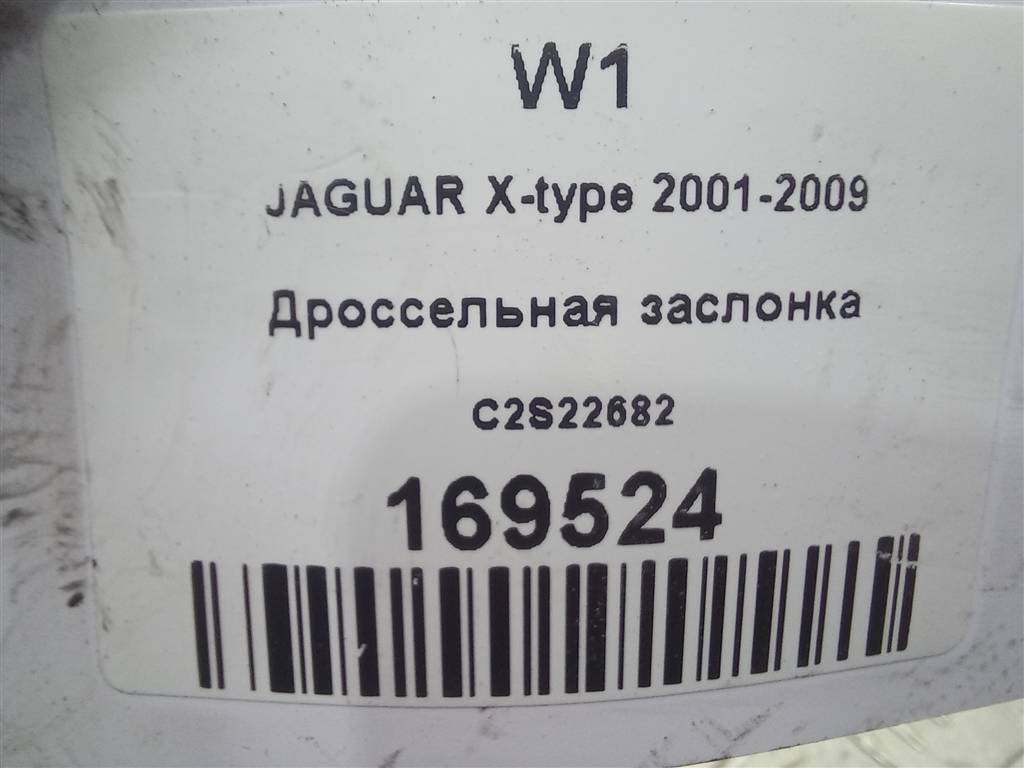 W1
JAGUAR X-type 2001-2009
Дроссельная заслонка
C2S22682
169524